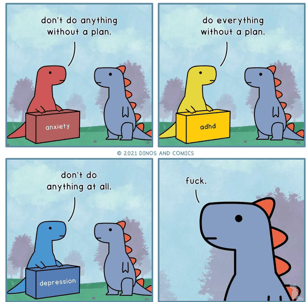 don't do anything
without a plan.
anxiety
do everything
without a plan.
adhd
© 2021 DINOS AND COMICS
don't do
anything at all.
depression
fuck.